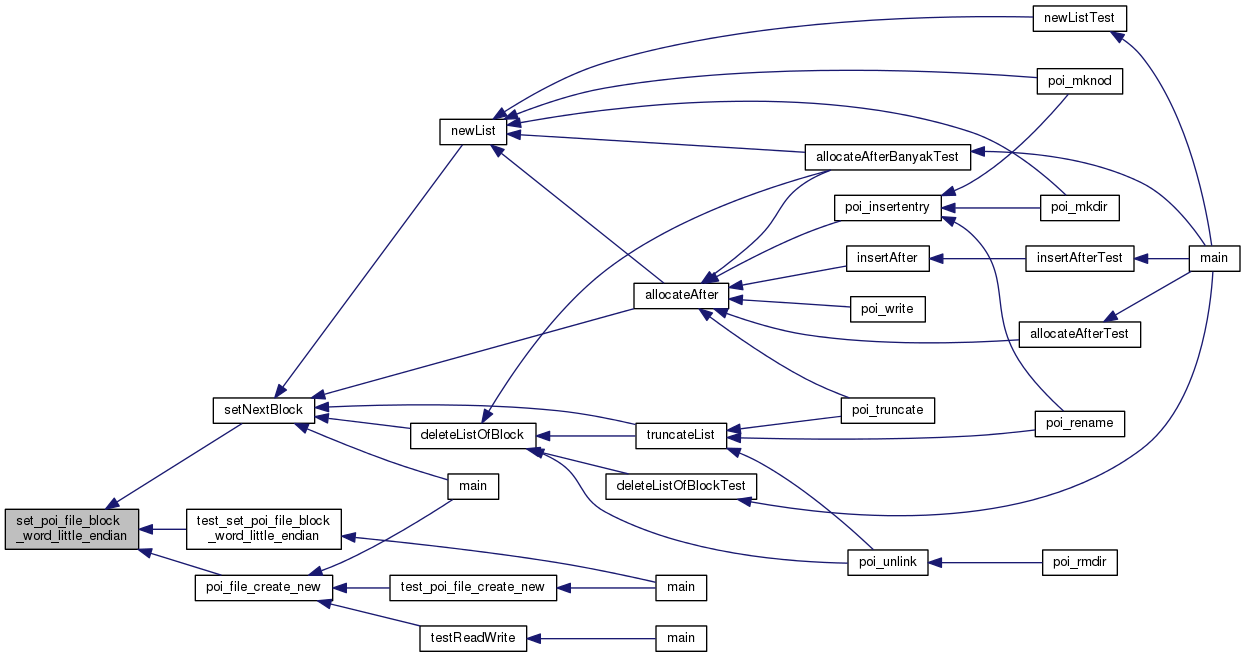 newListTest
poi_mknod
newList
allocateAfterBanyakTest
poi_insertentry
poi_mkdir
insertAfter
insertAfterTest
main
allocateAfter
poi_write
allocateAfterTest
setNextBlock
poi_truncate
poi_rename
deleteListOfBlock
truncateList
main
deleteListOfBlockTest
set_poi_file_block
_word_little_endian
test_set_poi_file_block
_word_little_endian
poi_unlink
poi_rmdir
poi_file_create_new
test_poi_file_create_new
main
testReadWrite
main